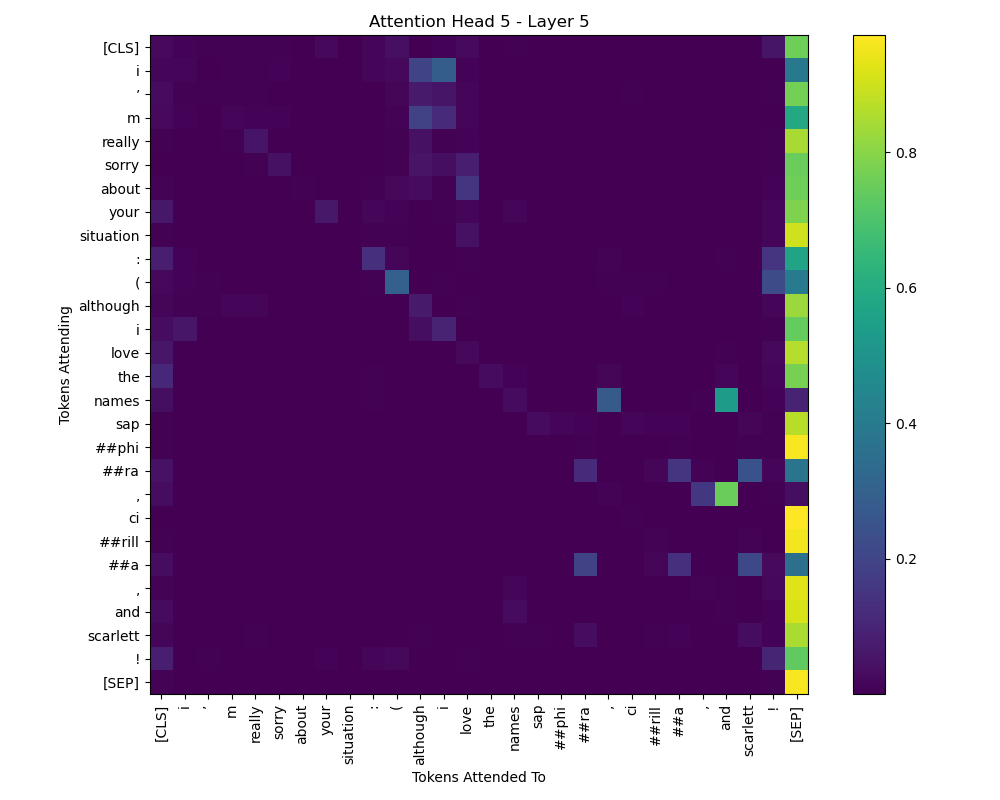 Attention Head 5 - Layer 5
Tokens Attending
[CLS]
i
'
m
really
sorry
about
your
situation
:
(
although
i
love
the
names
sap
##phi
##ra
,
ci
##rill
##a
,
and
scarlett
!
[SEP]
[CLS]
i
'
m
really
sorry
about
your
situation
:
(
although
i
love
the
names
sap
##phi
##ra
,
ci
##rill
##a
,
and
scarlett
!
[SEP]
Tokens Attended To
0.8
0.6
0.4
0.2